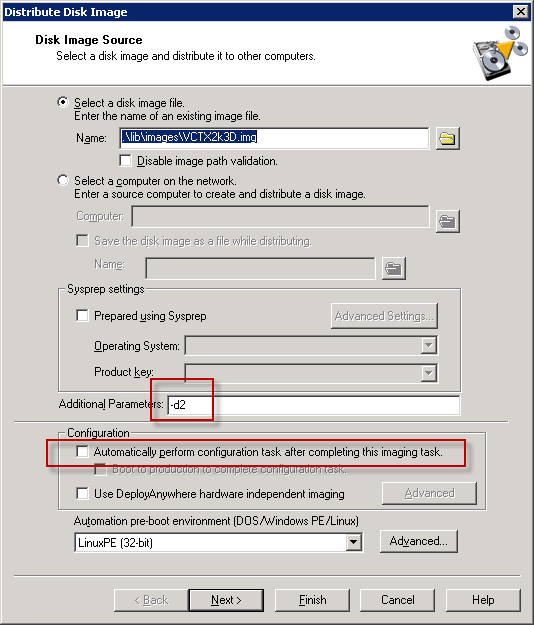 Distribute Disk Image
Disk Image Source
Select a disk image and distribute it to other computers.
Select a disk image file.
Enter the name of an existing image file.
Name: .\lib\images\VCTX2k3D.img
Disable image path validation.
Select a computer on the network.
Enter a source computer to create and distribute a disk image.
Computer:
Save the disk image as a file while distributing.
Name:
Sysprep settings
Prepared using Sysprep
Advanced Settings...
Operating System:
Product key:
Additional Parameters: -d2
Configuration
Automatically perform configuration task after completing this imaging task.
Boot to production to complete configuration task.
Use DeployAnywhere hardware independent imaging
Advanced
Automation pre-boot environment (DOS/Windows PE/Linux)
LinuxPE (32-bit)
Advanced...
< Back Next > Finish Cancel Help